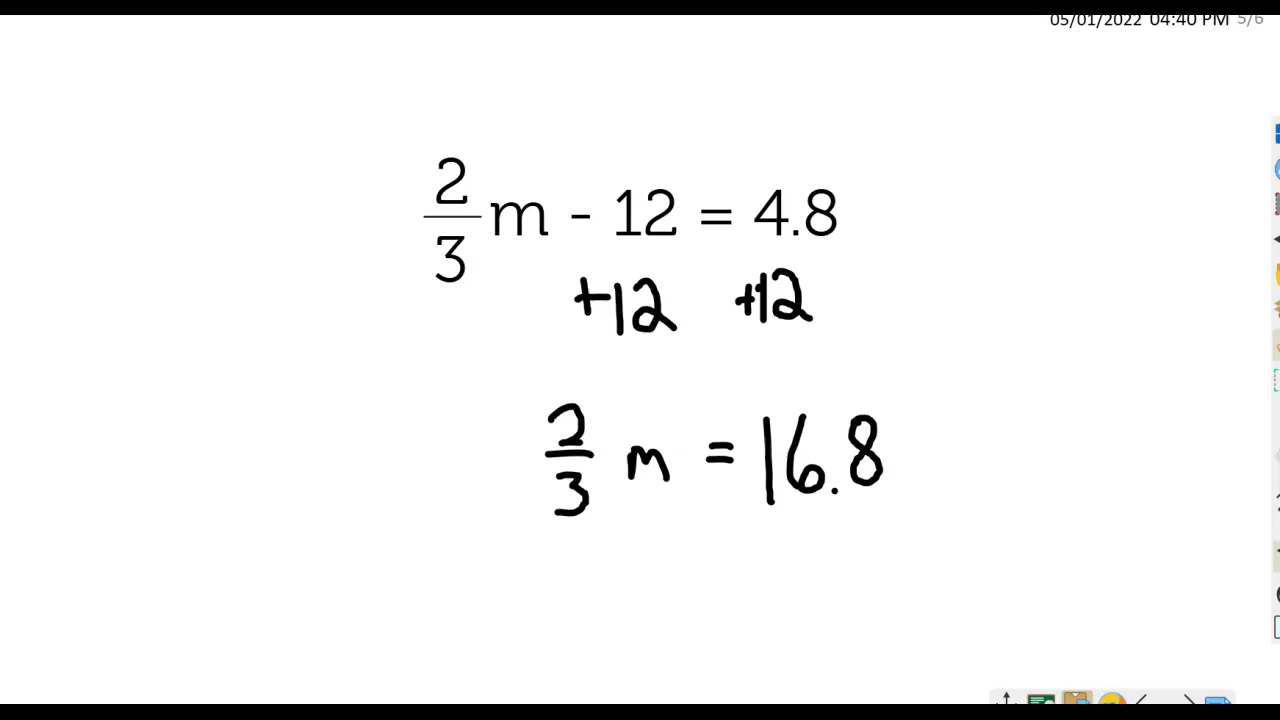 05/01/2022 04:40 PM 5/6
2/3 m - 12 = 4.8
+12 +12
2/3 m = 16.8